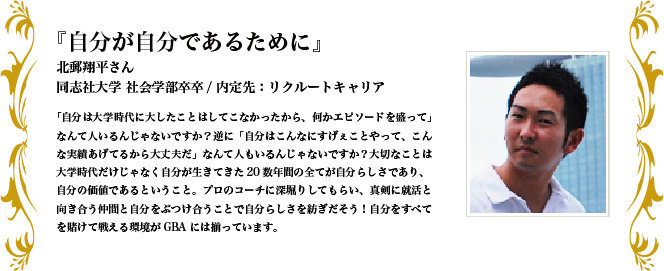 『自分が自分であるために』
北郵翔平さん
同志社大学 社会学部卒卒 / 内定先：リクルートキャリア
「自分は大学時代に大したことはしてこなかったから、何かエピソードを盛って」
なんて人いるんじゃないですか？逆に「自分はこんなにすげぇことやって、こん
な実績あげてるから大丈夫だ」なんて人もいるんじゃないですか？大切なことは
大学時代だけじゃなく自分が生きてきた 20 数年間の全てが自分らしさであり、
自分の価値であるということ。プロのコーチに深堀りしてもらい、真剣に就活と
向き合う仲間と自分をぶつけ合うことで自分らしさを紡ぎだそう！自分をすべて
を賭けて戦える環境が GBA には揃っています。